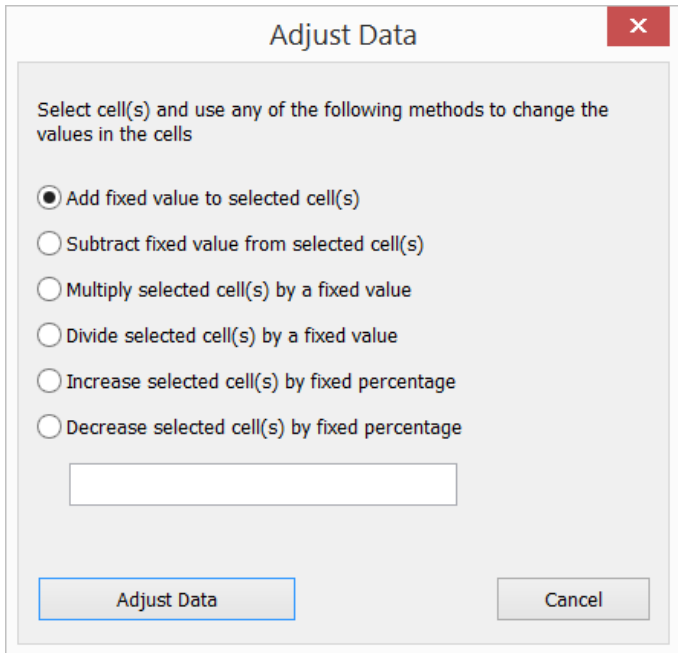 Adjust Data
Select cell(s) and use any of the following methods to change the
values in the cells
Add fixed value to selected cell(s)
Subtract fixed value from selected cell(s)
Multiply selected cell(s) by a fixed value
Divide selected cell(s) by a fixed value
Increase selected cell(s) by fixed percentage
Decrease selected cell(s) by fixed percentage
Adjust Data
Cancel